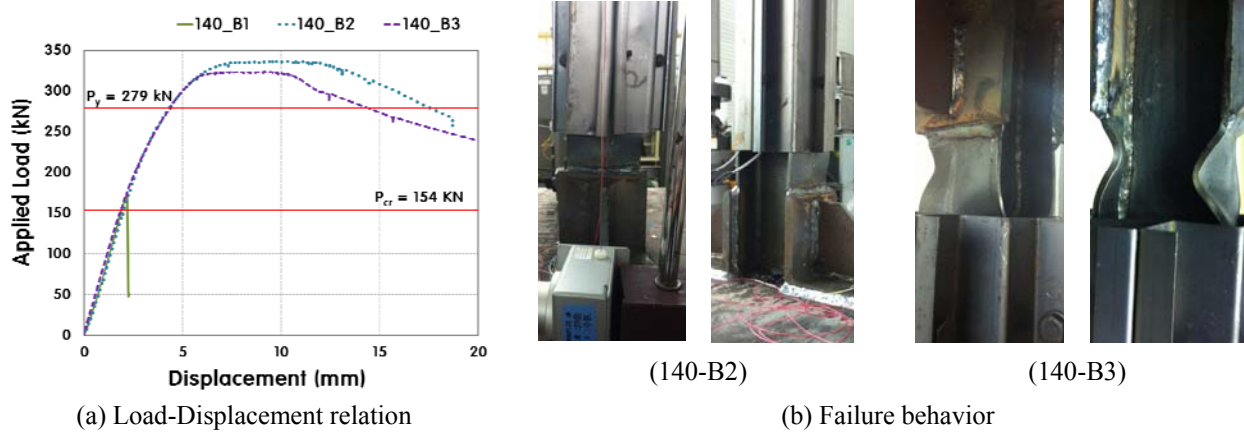 140_B1 140_B2 140_B3
350
300
250
200
150
100
50
0
P_y = 279 kN
P_cr = 154 KN
Applied Load (kN)
0 5 10 15 20
Displacement (mm)
(a) Load-Displacement relation
(140-B2)
(140-B3)
(b) Failure behavior